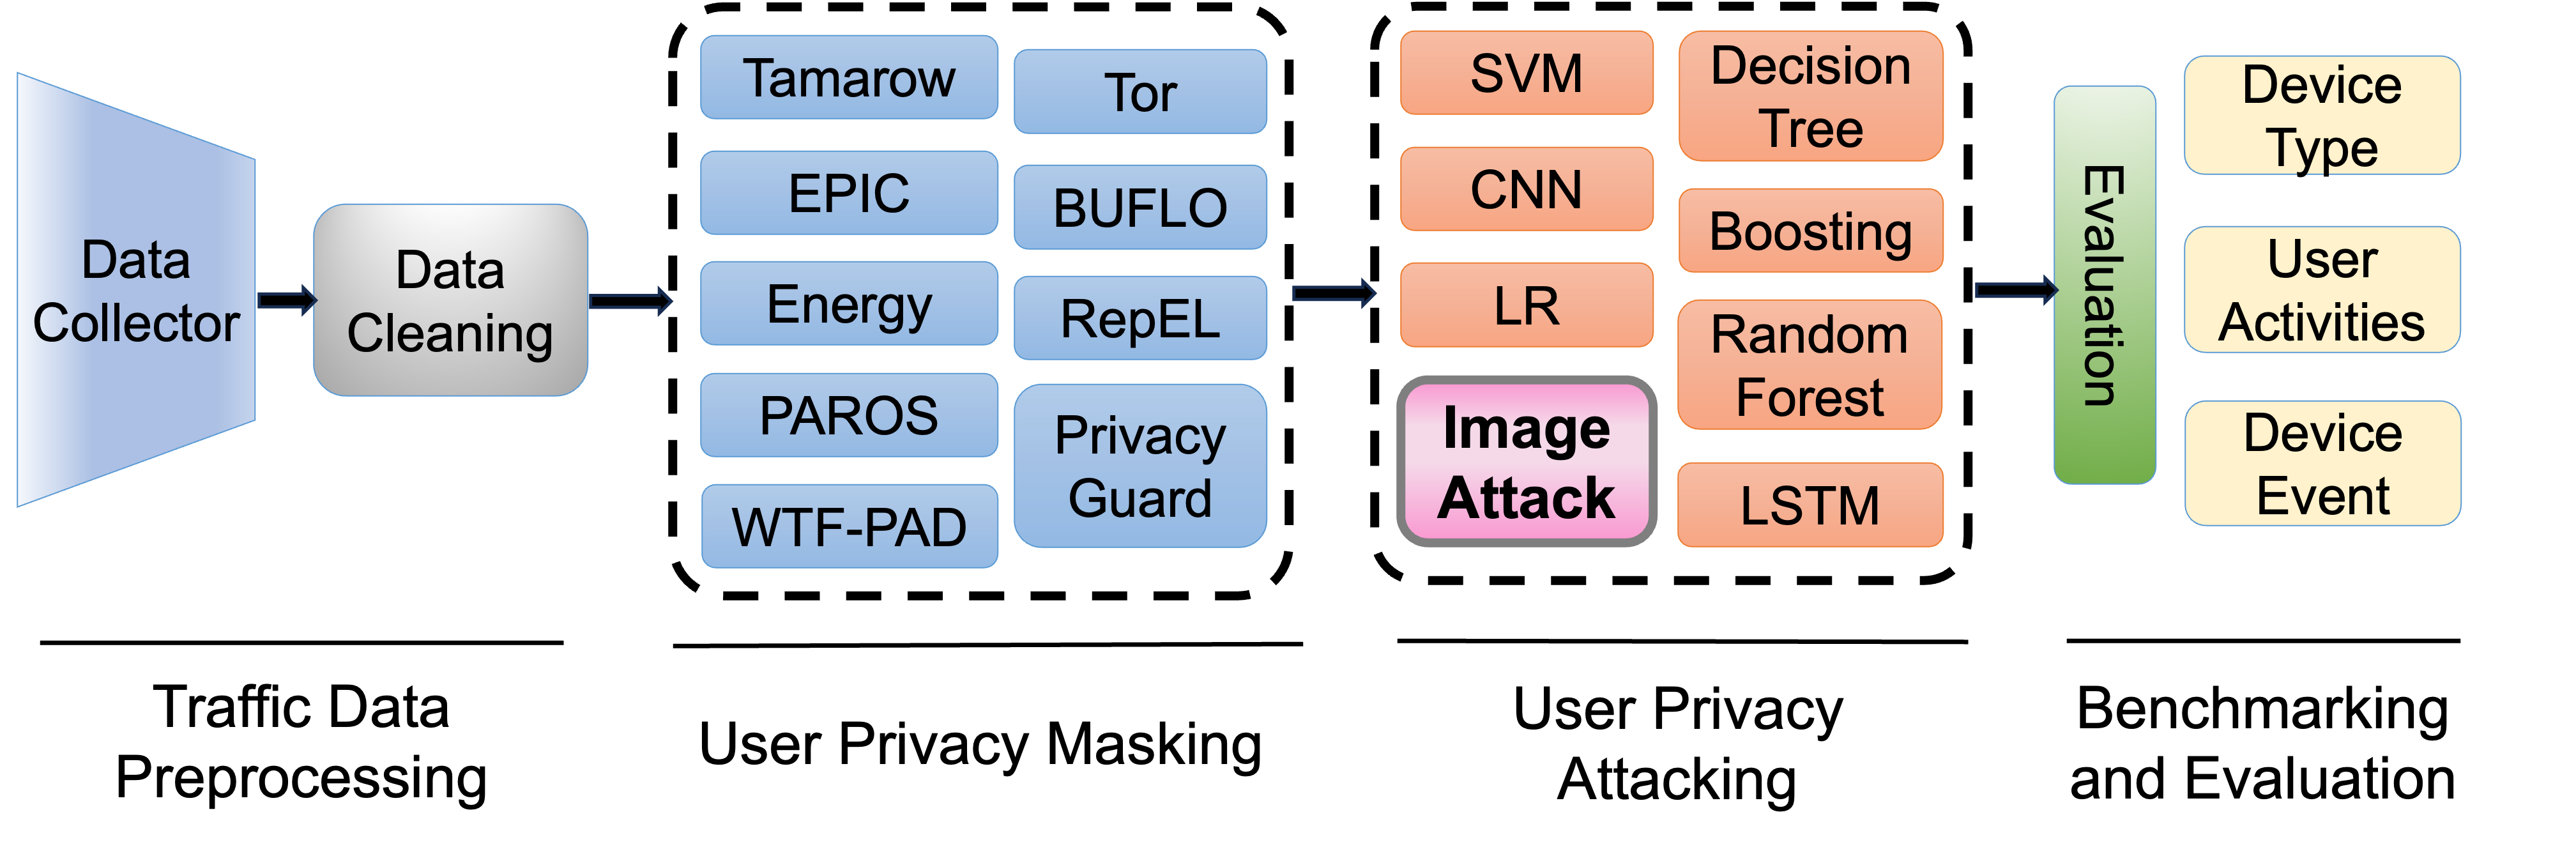 Data
Collector
Data
Cleaning
Tamarow
EPIC
Energy
PAROS
WTF-PAD
Tor
BUFLO
RepEL
Privacy
Guard
SVM
CNN
LR
Image
Attack
Decision
Tree
Boosting
Random
Forest
LSTM
Evaluation
Device
Type
User
Activities
Device
Event
Traffic Data
Preprocessing
User Privacy Masking
User Privacy
Attacking
Benchmarking
and Evaluation